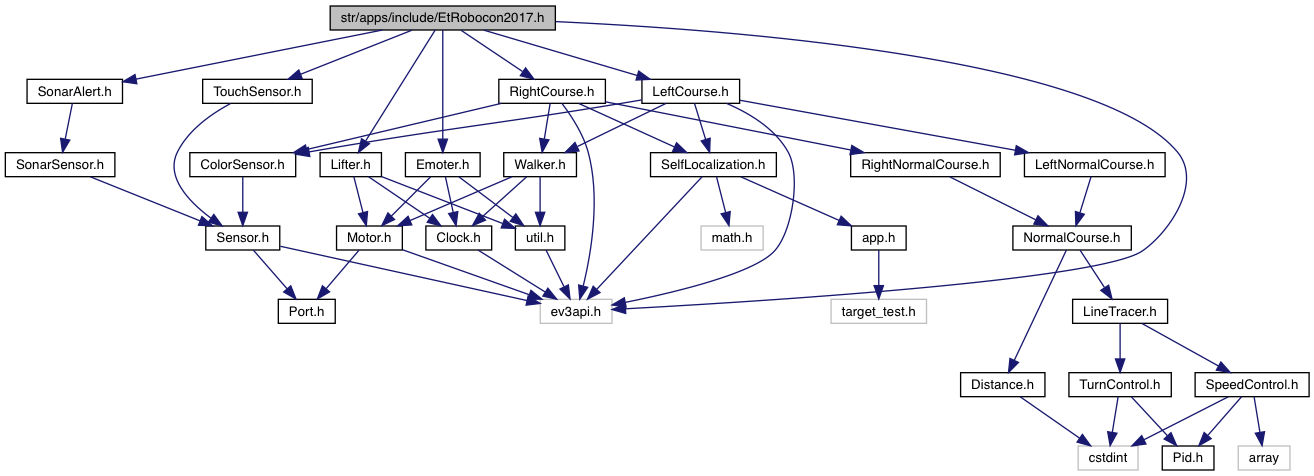 str/apps/include/EtRobocon2017.h
SonarAlert.h
TouchSensor.h
RightCourse.h
LeftCourse.h
SonarSensor.h
ColorSensor.h
Lifter.h
Emoter.h
Walker.h
SelfLocalization.h
RightNormalCourse.h
LeftNormalCourse.h
Sensor.h
Motor.h
Clock.h
util.h
math.h
app.h
NormalCourse.h
Port.h
ev3api.h
target_test.h
LineTracer.h
Distance.h
TurnControl.h
SpeedControl.h
cstdint
Pid.h
array